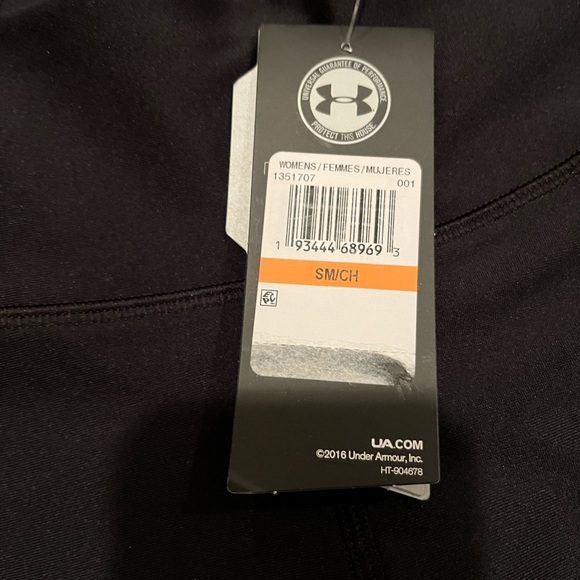 UNIVERSAL GUARANTEE OF PERFORMANCE
PROTECT THIS HOUSE
WOMENS/FEMMES/MUJERES
1351707 001
1 93444 68969 3
SM/CH
UA.COM
©2016 Under Armour, Inc.
HT-904678